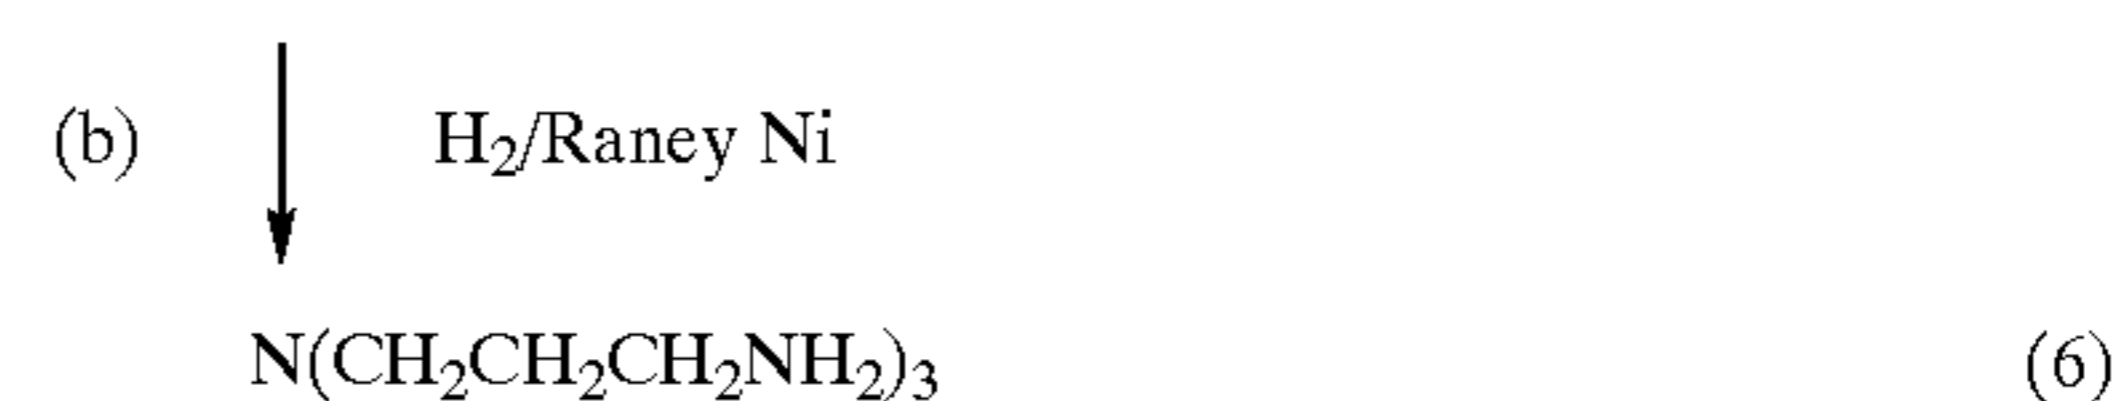 (b) H₂/Raney Ni
N(CH₂CH₂CH₂NH₂)₃ (6)